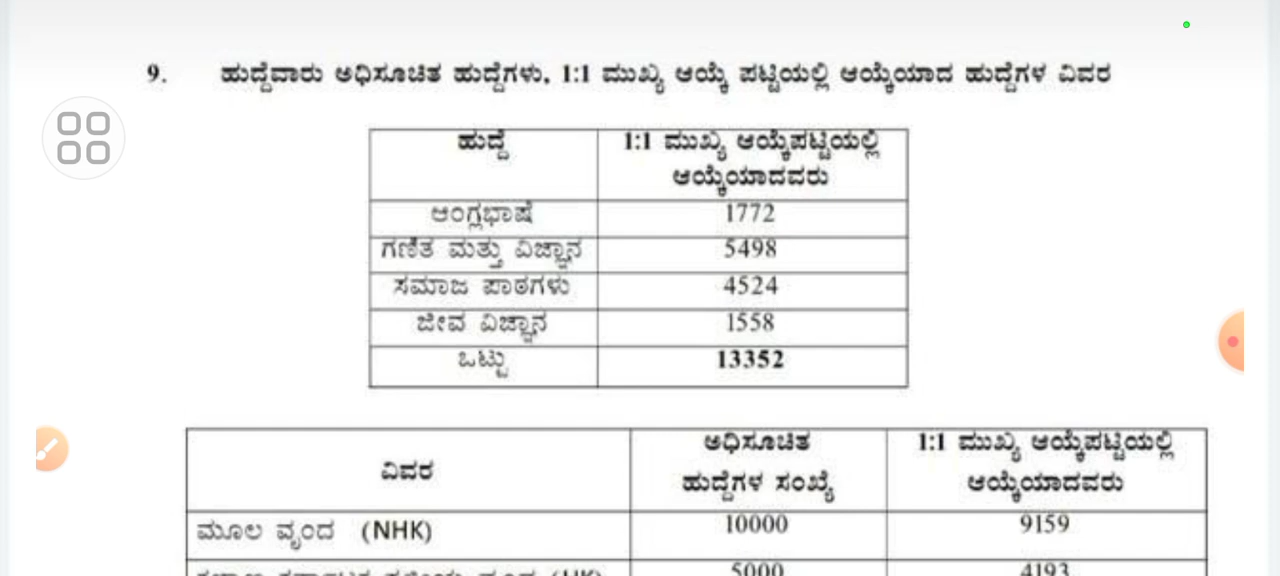 9. ಹುದ್ದೆವಾರು ಅಧಿಸೂಚಿತ ಹುದ್ದೆಗಳು, 1:1 ಮುಖ್ಯ ಆಯ್ಕೆ ಪಟ್ಟಿಯಲ್ಲಿ ಆಯ್ಕೆಯಾದ ಹುದ್ದೆಗಳ ವಿವರ
ಹುದ್ದೆ 1:1 ಮುಖ್ಯ ಆಯ್ಕೆಪಟ್ಟಿಯಲ್ಲಿ
ಆಯ್ಕೆಯಾದವರು
ಆಂಗ್ಲಭಾಷೆ 1772
ಗಣಿತ ಮತ್ತು ವಿಜ್ಞಾನ 5498
ಸಮಾಜ ಪಾಠಗಳು 4524
ಜೀವ ವಿಜ್ಞಾನ 1558
ಒಟ್ಟು 13352
ವಿವರ
ಅಧಿಸೂಚಿತ
ಹುದ್ದೆಗಳ ಸಂಖ್ಯೆ
1:1 ಮುಖ್ಯ ಆಯ್ಕೆಪಟ್ಟಿಯಲ್ಲಿ
ಆಯ್ಕೆಯಾದವರು
ಮೂಲ ವೃಂದ (NHK) 10000 9159
5000 4193